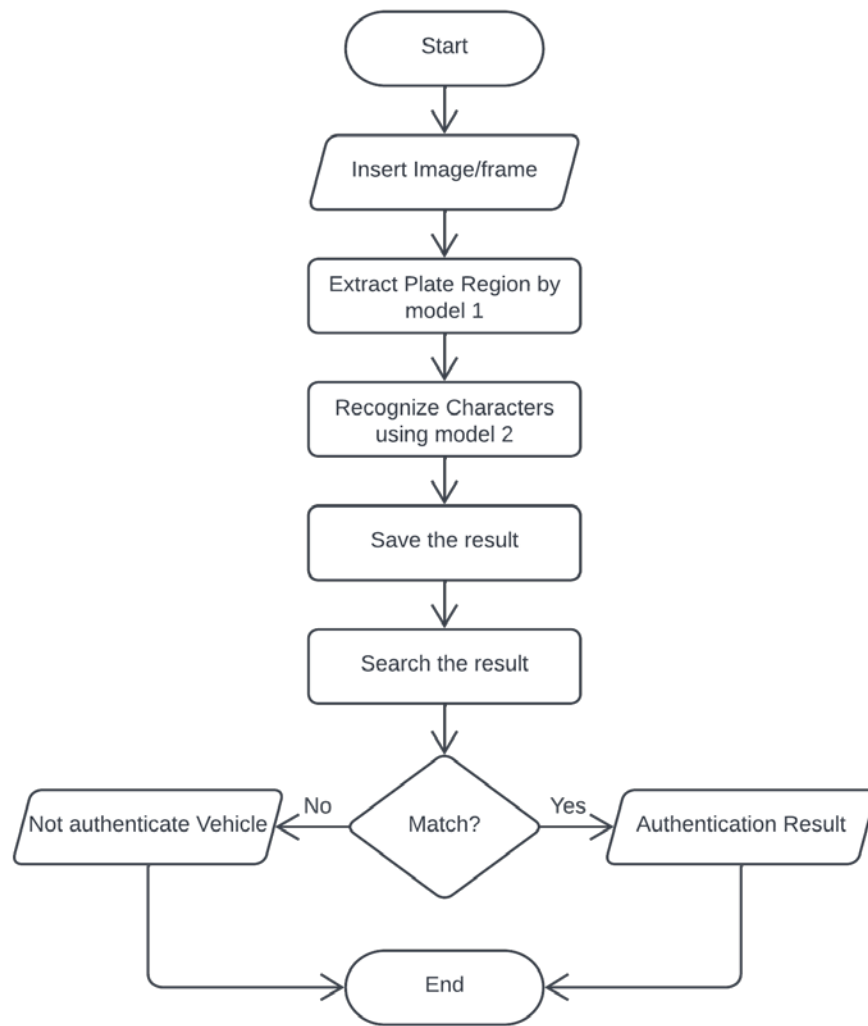 Start
Insert Image/frame
Extract Plate Region by
model 1
Recognize Characters
using model 2
Save the result
Search the result
No
Yes
Not authenticate Vehicle
Match?
Authentication Result
End